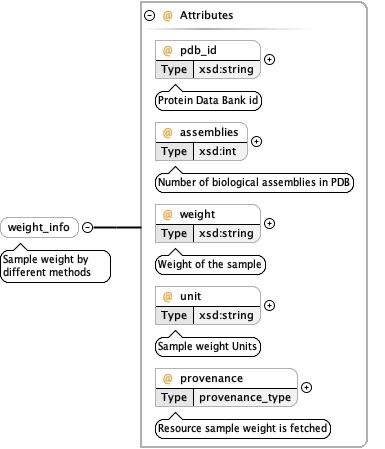 @ Attributes
@ pdb_id
Type xsd:string
Protein Data Bank id
@ assemblies
Type xsd:int
Number of biological assemblies in PDB
@ weight
Type xsd:string
Weight of the sample
weight_info
Sample weight by
different methods
@ unit
Type xsd:string
Sample weight Units
@ provenance
Type provenance_type
Resource sample weight is fetched